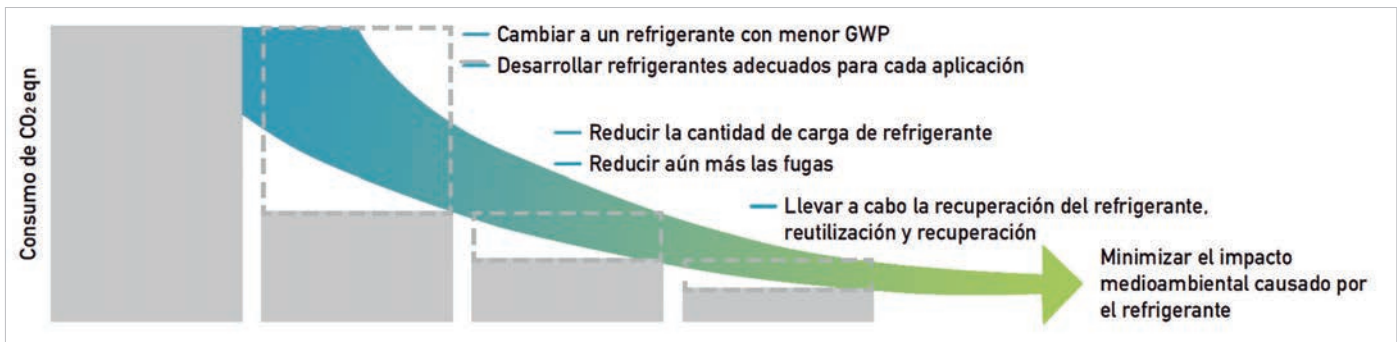 Consumo de CO₂ eqn
Cambiar a un refrigerante con menor GWP
Desarrollar refrigerantes adecuados para cada aplicación
Reducir la cantidad de carga de refrigerante
Reducir aún más las fugas
Llevar a cabo la recuperación del refrigerante,
reutilización y recuperación
Minimizar el impacto
medioambiental causado por
el refrigerante